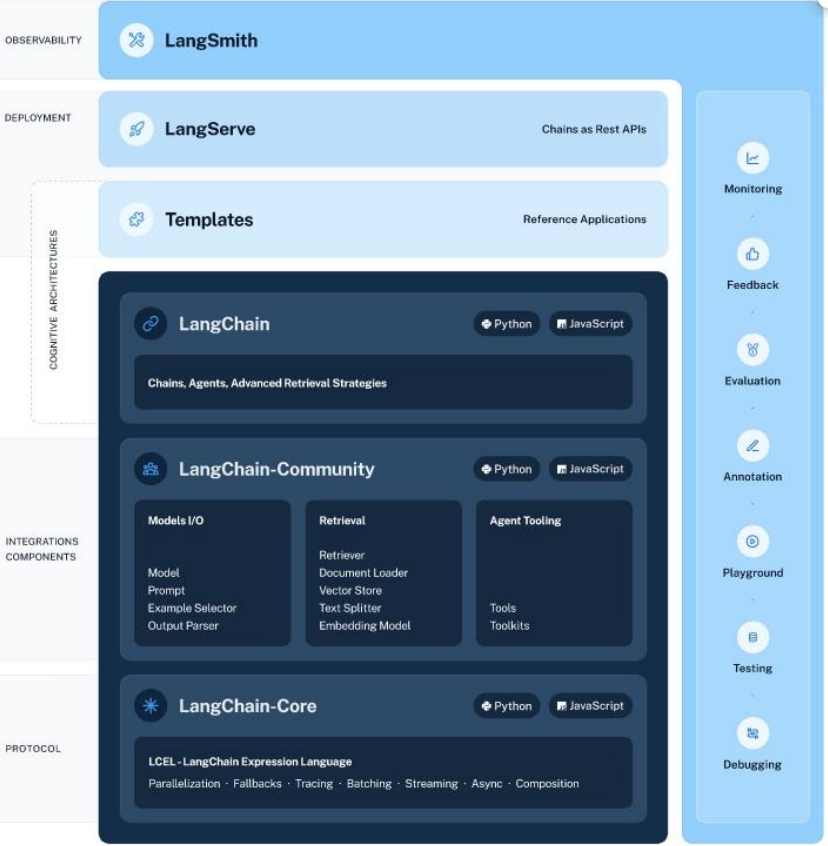 OBSERVABILITY
LangSmith
DEPLOYMENT
LangServe
Chains as Rest APIs
Templates
Reference Applications
COGNITIVE ARCHITECTURES
LangChain
Python
JavaScript
Chains, Agents, Advanced Retrieval Strategies
INTEGRATIONS
COMPONENTS
LangChain-Community
Python
JavaScript
Models I/O
Model
Prompt
Example Selector
Output Parser
Retrieval
Retriever
Document Loader
Vector Store
Text Splitter
Embedding Model
Agent Tooling
Tools
Toolkits
PROTOCOL
LangChain-Core
Python
JavaScript
LCEL - LangChain Expression Language
Parallelization · Fallbacks · Tracing · Batching · Streaming · Async · Composition
Monitoring
Feedback
Evaluation
Annotation
Playground
Testing
Debugging